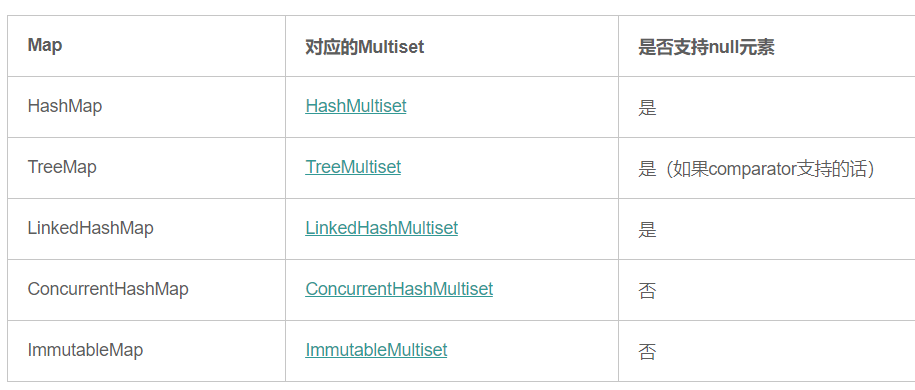 Map 对应的Multiset 是否支持null元素
HashMap HashMultiset 是
TreeMap TreeMultiset 是（如果comparator支持的话）
LinkedHashMap LinkedHashMultiset 是
ConcurrentHashMap ConcurrentHashMultiset 否
ImmutableMap ImmutableMultiset 否